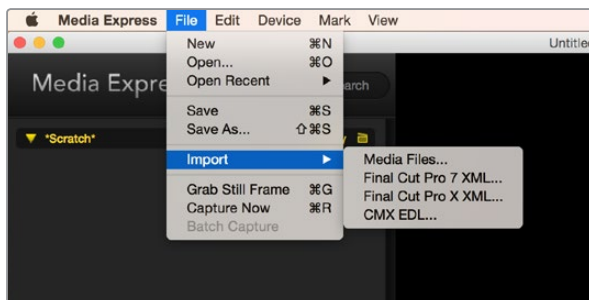 Media Express File Edit Device Mark View
Untitle
Media Expre
arch
*Scratch*
New ⌘N
Open... ⌘O
Open Recent ▶
Save ⌘S
Save As... ⇧⌘S
Import ▶
Grab Still Frame ⌘G
Capture Now ⌘R
Batch Capture
Media Files...
Final Cut Pro 7 XML...
Final Cut Pro X XML...
CMX EDL...